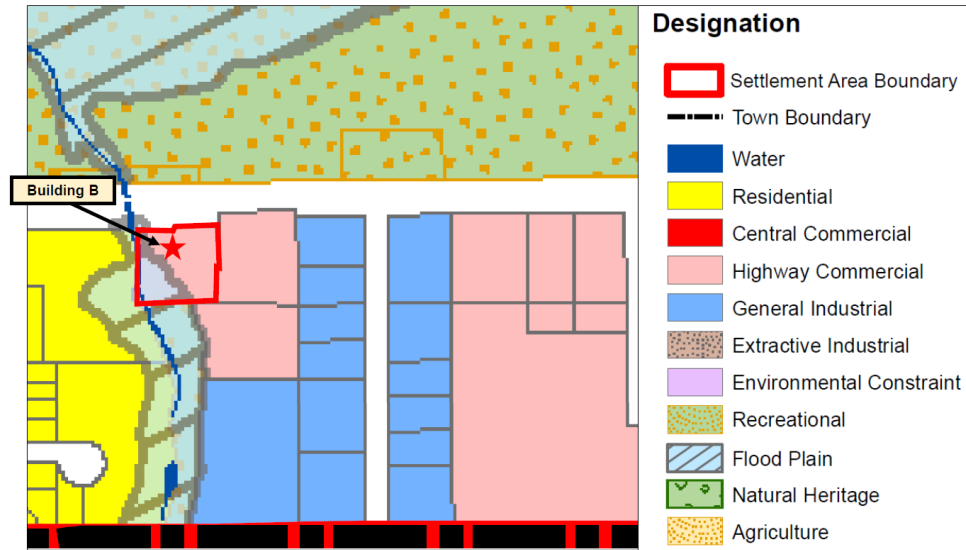 Building B
Designation
Settlement Area Boundary
Town Boundary
Water
Residential
Central Commercial
Highway Commercial
General Industrial
Extractive Industrial
Environmental Constraint
Recreational
Flood Plain
Natural Heritage
Agriculture